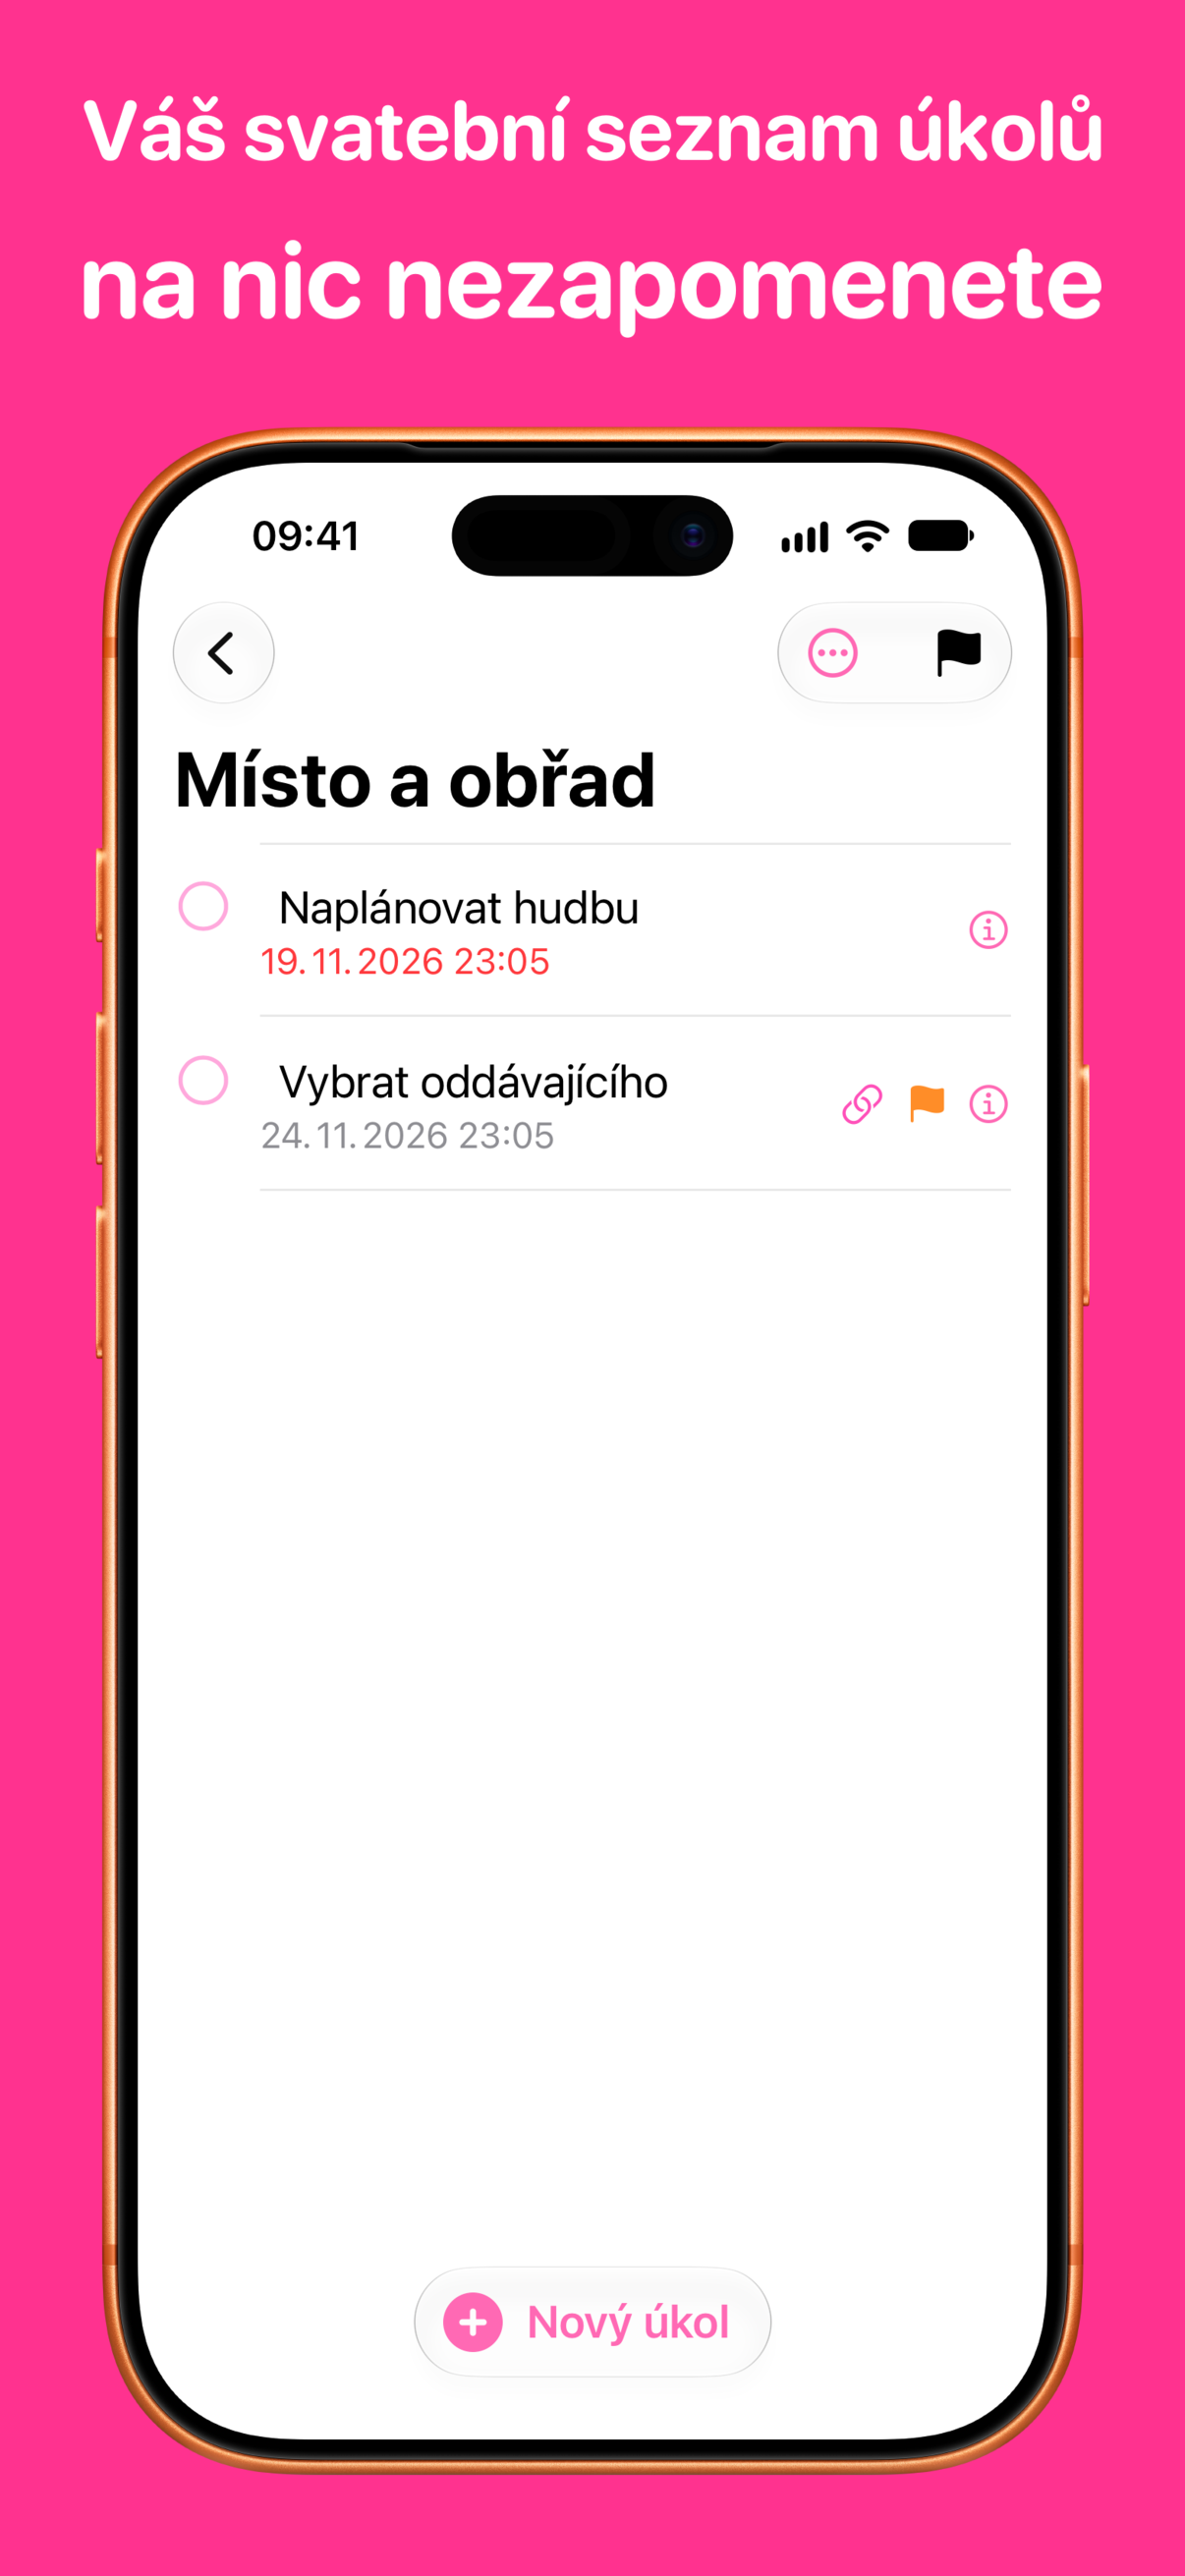 Váš svatební seznam úkolů
na nic nezapomenete
09:41
Místo a obřad
Naplánovat hudbu
19. 11. 2026 23:05
Vybrat oddávajícího
24. 11. 2026 23:05
Nový úkol